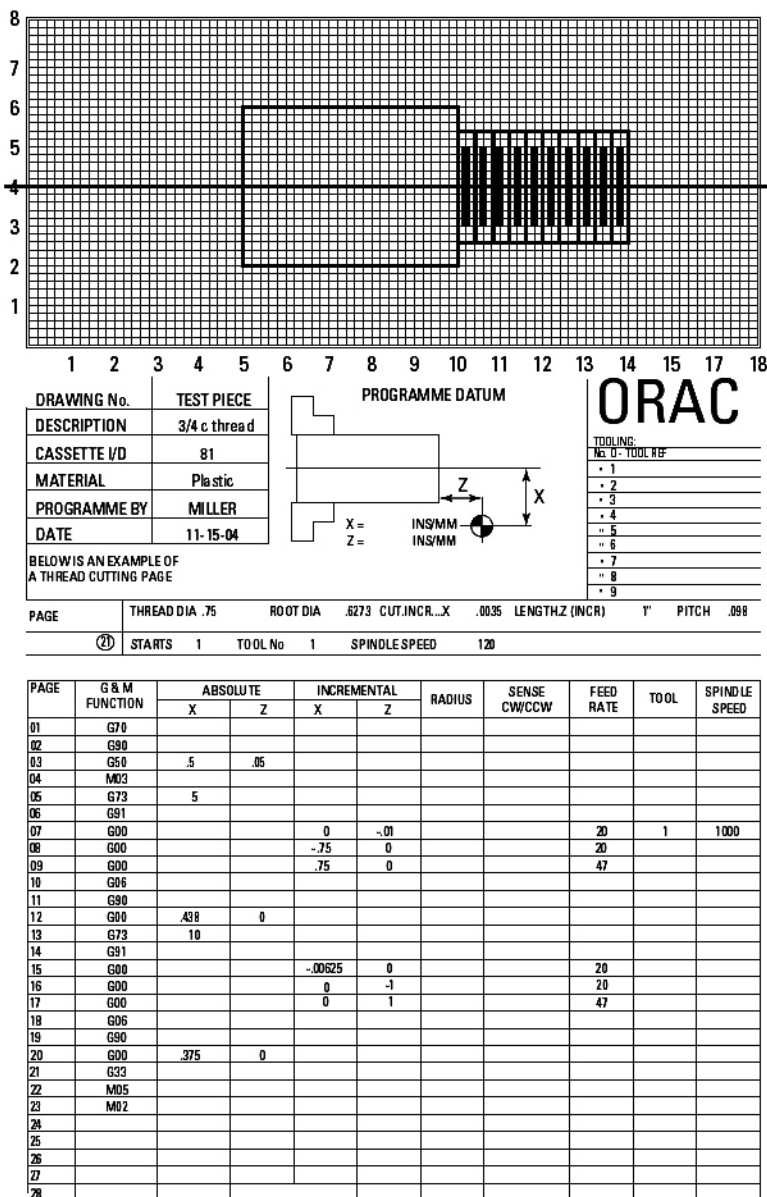 8
7
6
5
4
3
2
1
1 2 3 4 5 6 7 8 9 10 11 12 13 14 15 17 18
DRAWING No. TEST PIECE
DESCRIPTION 3/4 c thread
CASSETTE I/D 81
MATERIAL Plastic
PROGRAMME BY MILLER
DATE 11-15-04
BELOW IS AN EXAMPLE OF
A THREAD CUTTING PAGE
PROGRAMME DATUM
Z
X
X = INS/MM
Z = INS/MM
ORAC
TOOLING:
No. 0 - TOOL REF
" 1
" 2
" 3
" 4
" 5
" 6
" 7
" 8
" 9
PAGE THREAD DIA .75 ROOT DIA .6273 CUT.INCR...X .0035 LENGTH.Z (INCR) 1" PITCH .098
21 STARTS 1 TOOL No 1 SPINDLE SPEED 120
PAGE G & M FUNCTION ABSOLUTE INCREMENTAL RADIUS SENSE CW/CCW FEED RATE TOOL SPINDLE SPEED
X Z X Z
01 G70
02 G90
03 G50 .5 .05
04 M03
05 G73 5
06 G91
07 G00 0 -.01 20 1 1000
08 G00 -.75 0 20
09 G00 .75 0 47
10 G06
11 G90
12 G00 .438 0
13 G73 10
14 G91
15 G00 -.00625 0 20
16 G00 0 -1 20
17 G00 0 1 47
18 G06
19 G90
20 G00 .375 0
21 G33
22 M05
23 M02
24
25
26
27
28